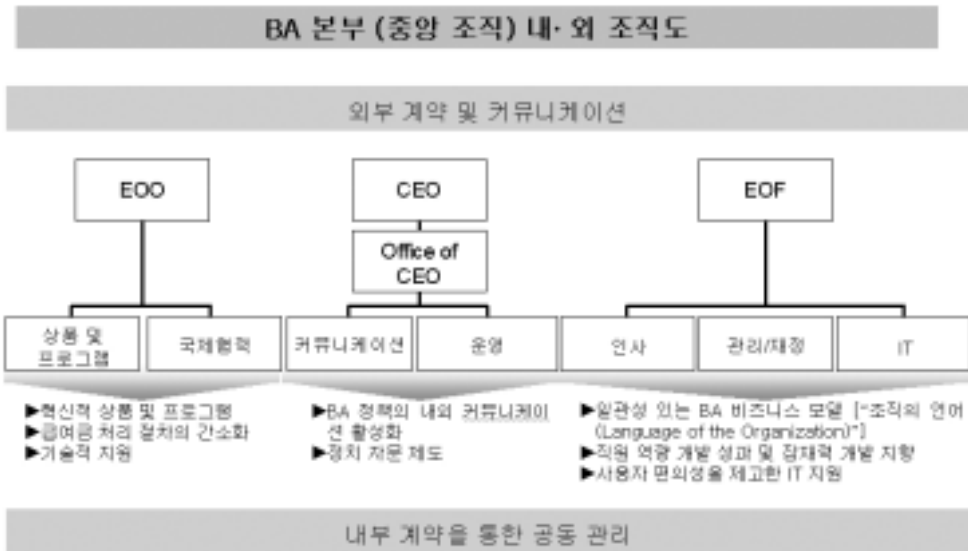 BA 본부 (중앙 조직) 내· 외 조직도
외부 계약 및 커뮤니케이션
EOO
CEO
EOF
Office of
CEO
상품 및
프로그램
국제협력
커뮤니케이션
운영
인사
관리/재정
IT
▶혁신적 상품 및 프로그램
▶급여금 처리 절차의 간소화
▶기술적 지원
▶BA 정책의 내외 커뮤니케이
션 활성화
▶정치 자문 제도
▶일관성 있는 BA 비즈니스 모델 ["조직의 언어
(Language of the Organization)"]
▶직원 역량 개발 성과 및 잠재력 개발 지향
▶사용자 편의성을 제고한 IT 지원
내부 계약을 통한 공동 관리